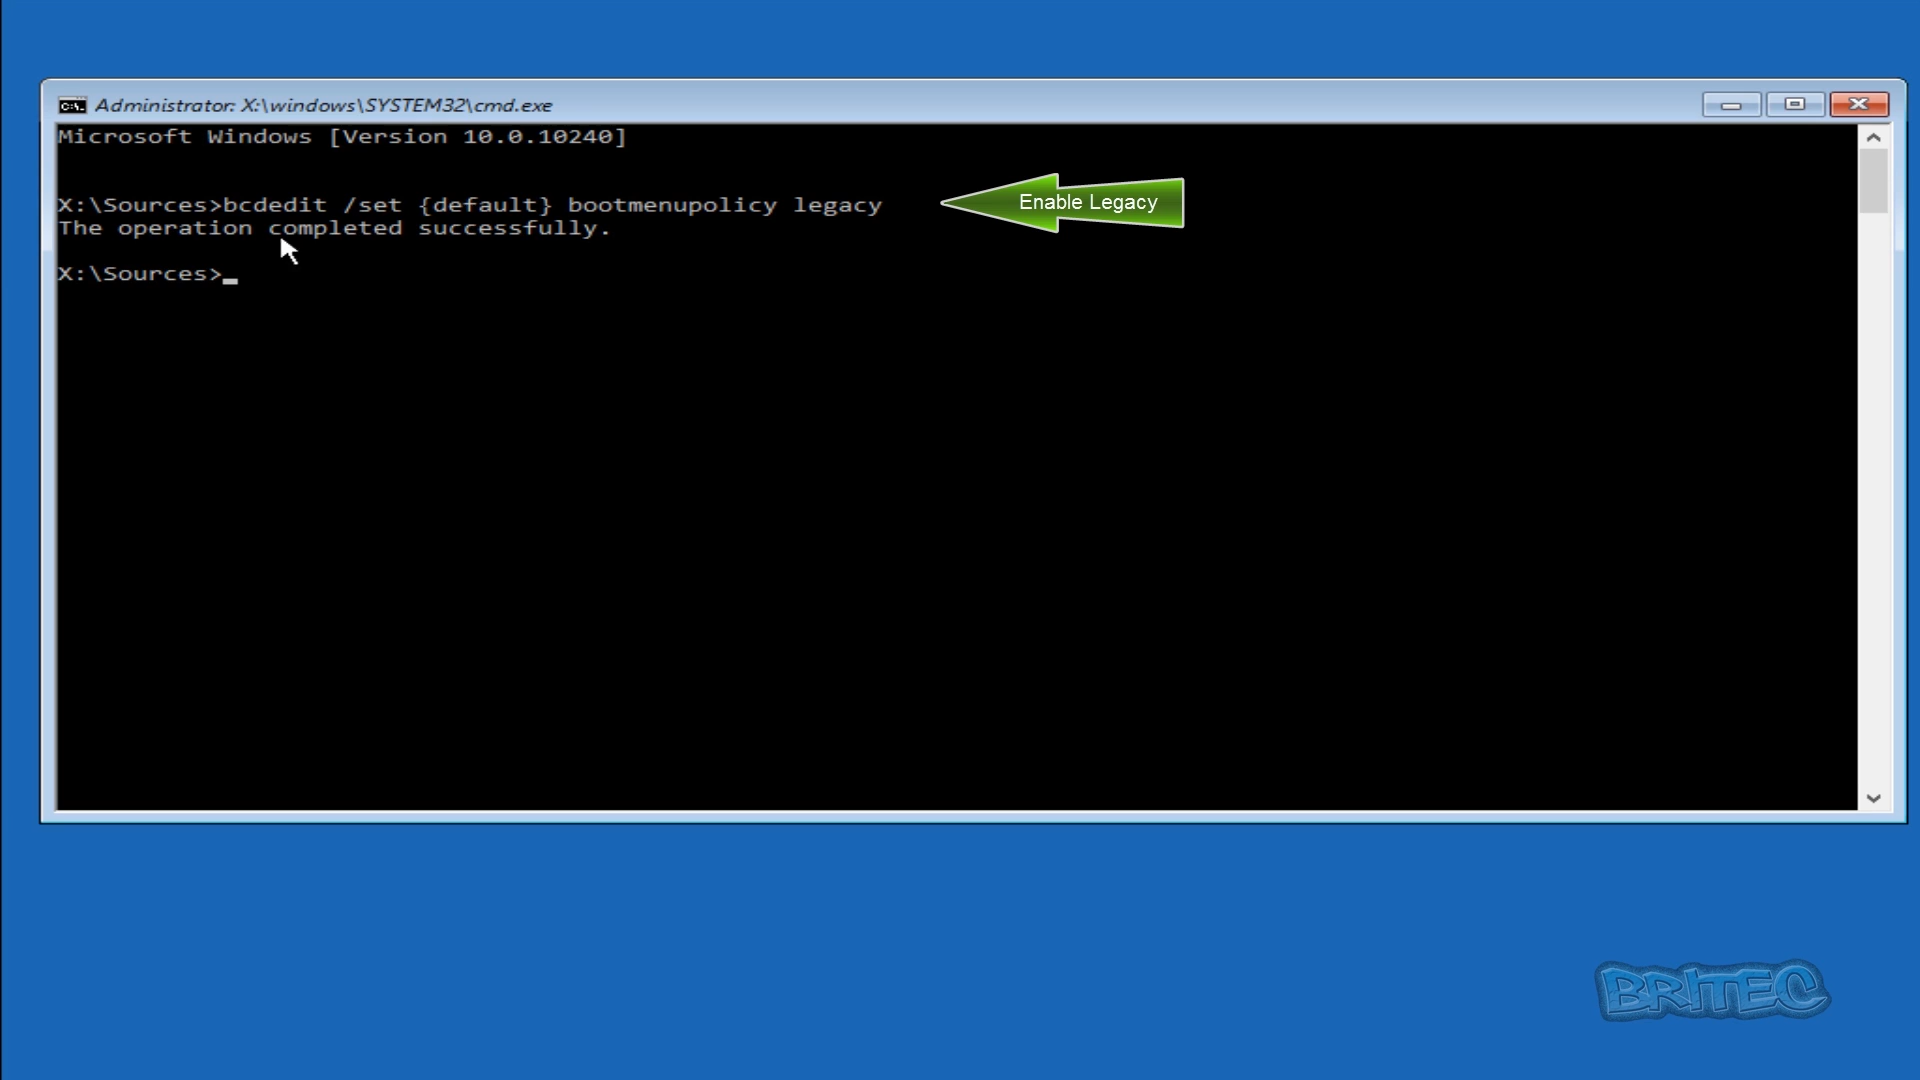 Administrator: X:\windows\SYSTEM32\cmd.exe
Microsoft Windows [Version 10.0.10240]
X:\Sources>bcdedit /set {default} bootmenupolicy legacy
Enable Legacy
The operation completed successfully.
X:\Sources>_
BRITEC